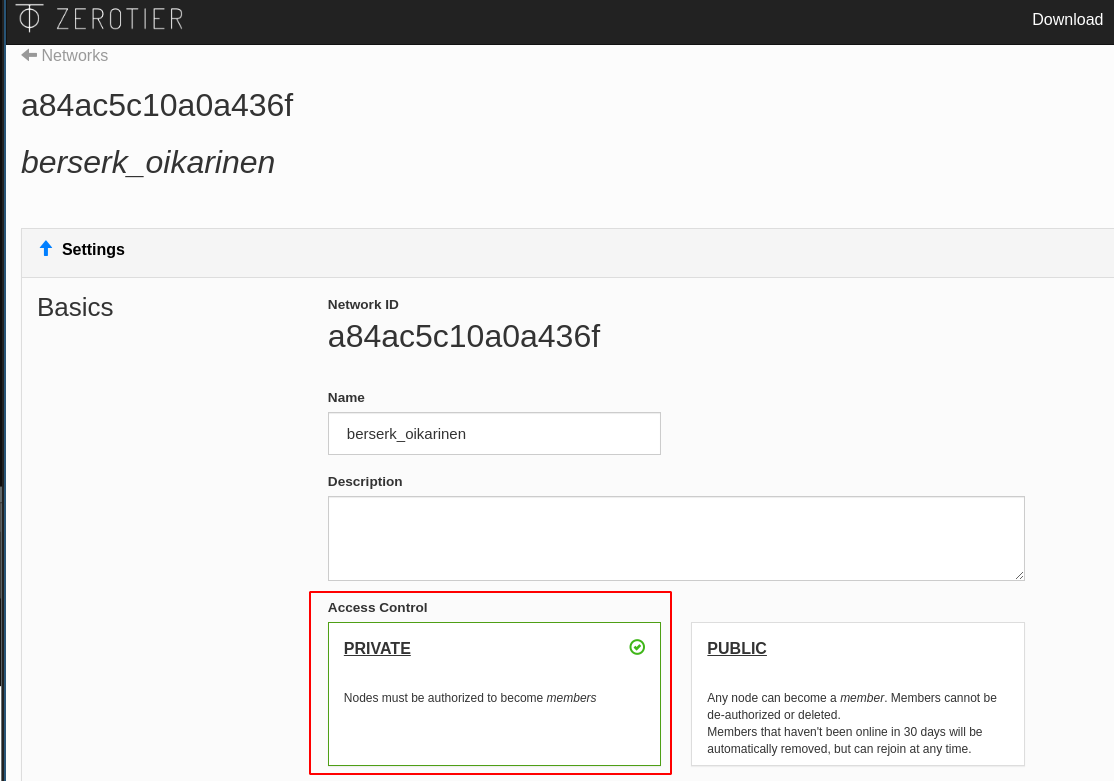 ZEROTIER
Download
Networks
a84ac5c10a0a436f
berserk_oikarinen
Settings
Basics
Network ID
a84ac5c10a0a436f
Name
berserk_oikarinen
Description
Access Control
PRIVATE
Nodes must be authorized to become members
PUBLIC
Any node can become a member. Members cannot be
de-authorized or deleted.
Members that haven't been online in 30 days will be
automatically removed, but can rejoin at any time.